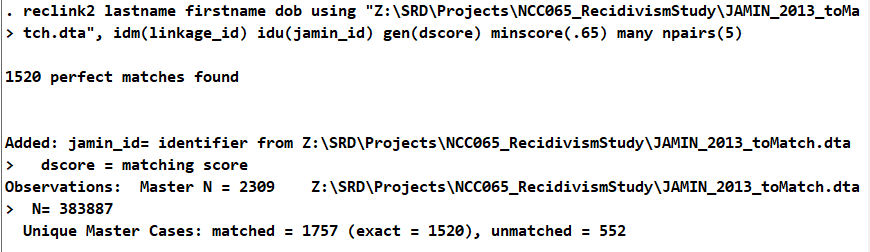 . reclink2 lastname firstname dob using "Z:\SRD\Projects\NCC065_RecidivismStudy\JAMIN_2013_toMa
> tch.dta", idm(linkage_id) idu(jamin_id) gen(dscore) minscore(.65) many npairs(5)
1520 perfect matches found
Added: jamin_id= identifier from Z:\SRD\Projects\NCC065_RecidivismStudy\JAMIN_2013_toMatch.dta
>   dscore = matching score
Observations:  Master N = 2309    Z:\SRD\Projects\NCC065_RecidivismStudy\JAMIN_2013_toMatch.dta
>  N= 383887
  Unique Master Cases: matched = 1757 (exact = 1520), unmatched = 552